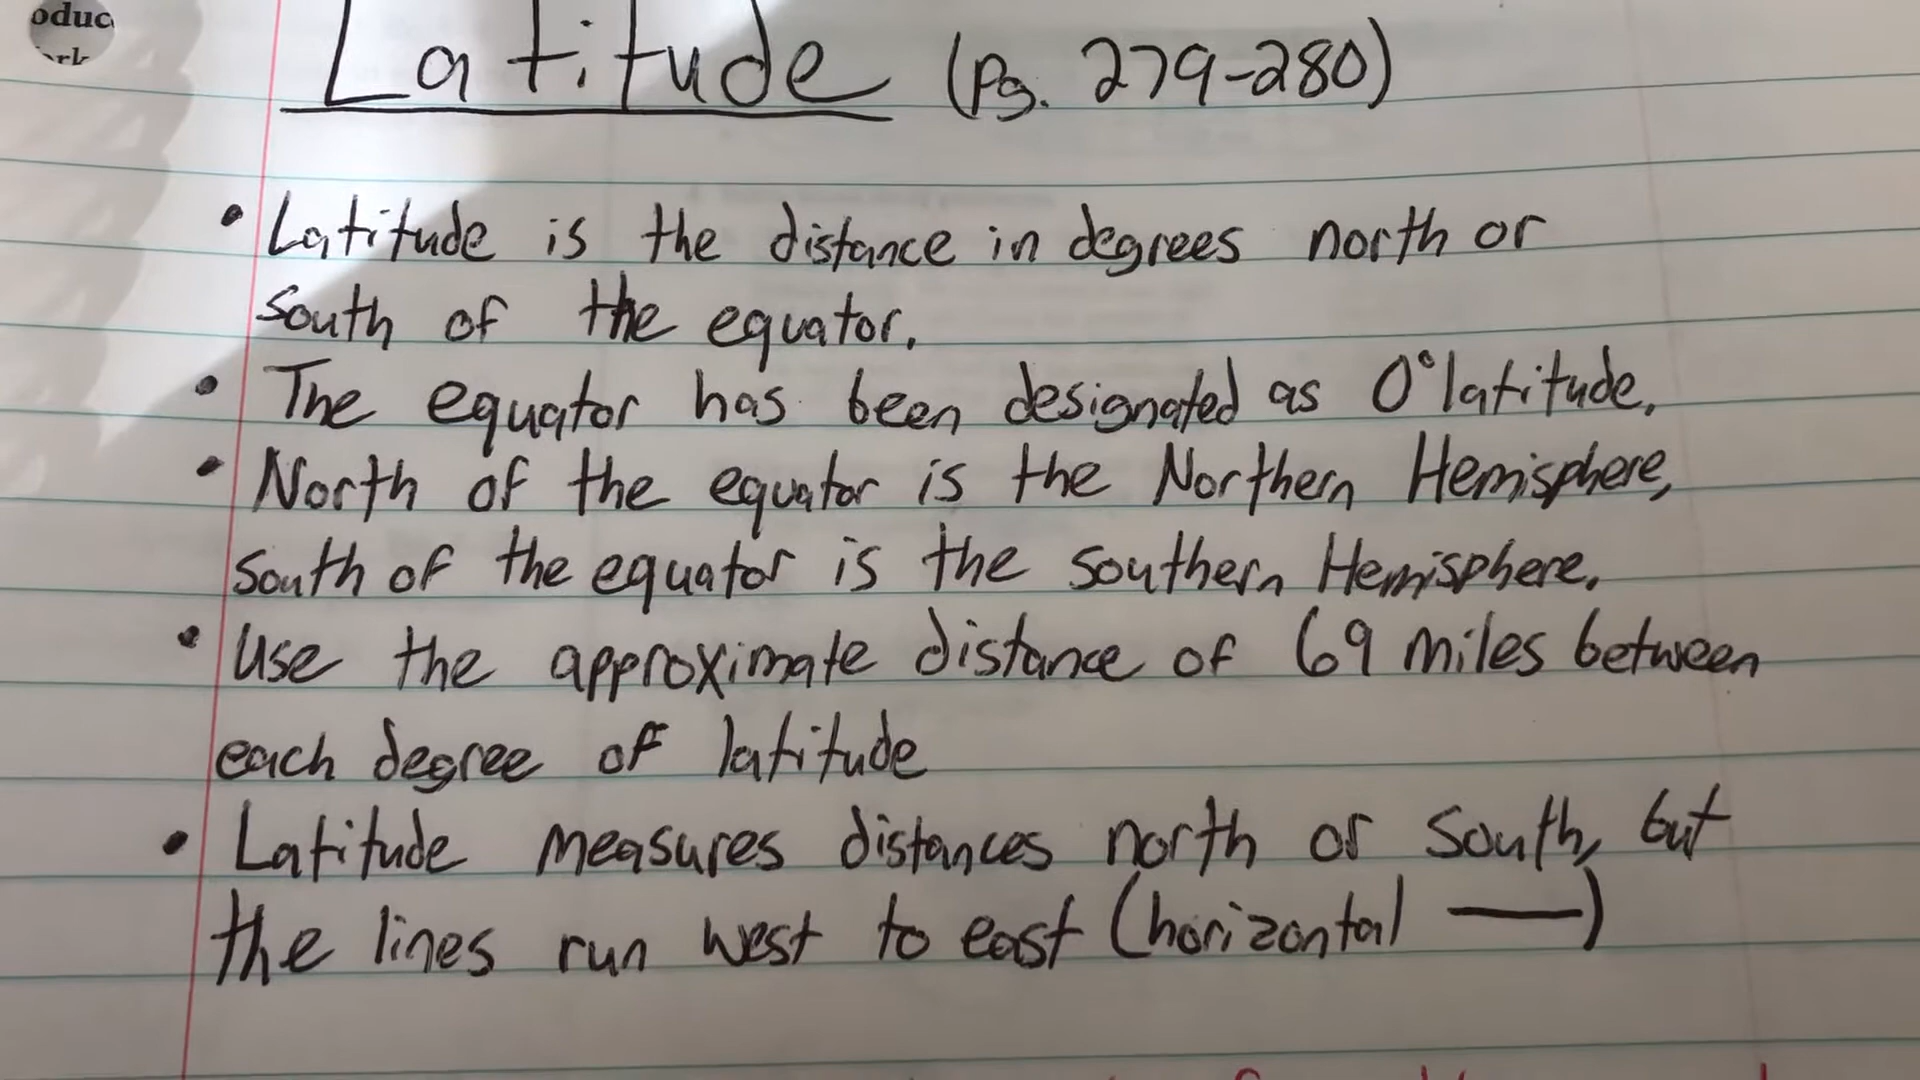 oduc
Latitude (Pg. 279-280)
• Latitude is the distance in degrees north or
south of the equator.
• The equator has been designated as 0° latitude.
• North of the equator is the Northern Hemisphere,
south of the equator is the southern Hemisphere.
• Use the approximate distance of 69 miles between
each degree of latitude
• Latitude measures distances north or south, but
the lines run west to east (horizontal —)